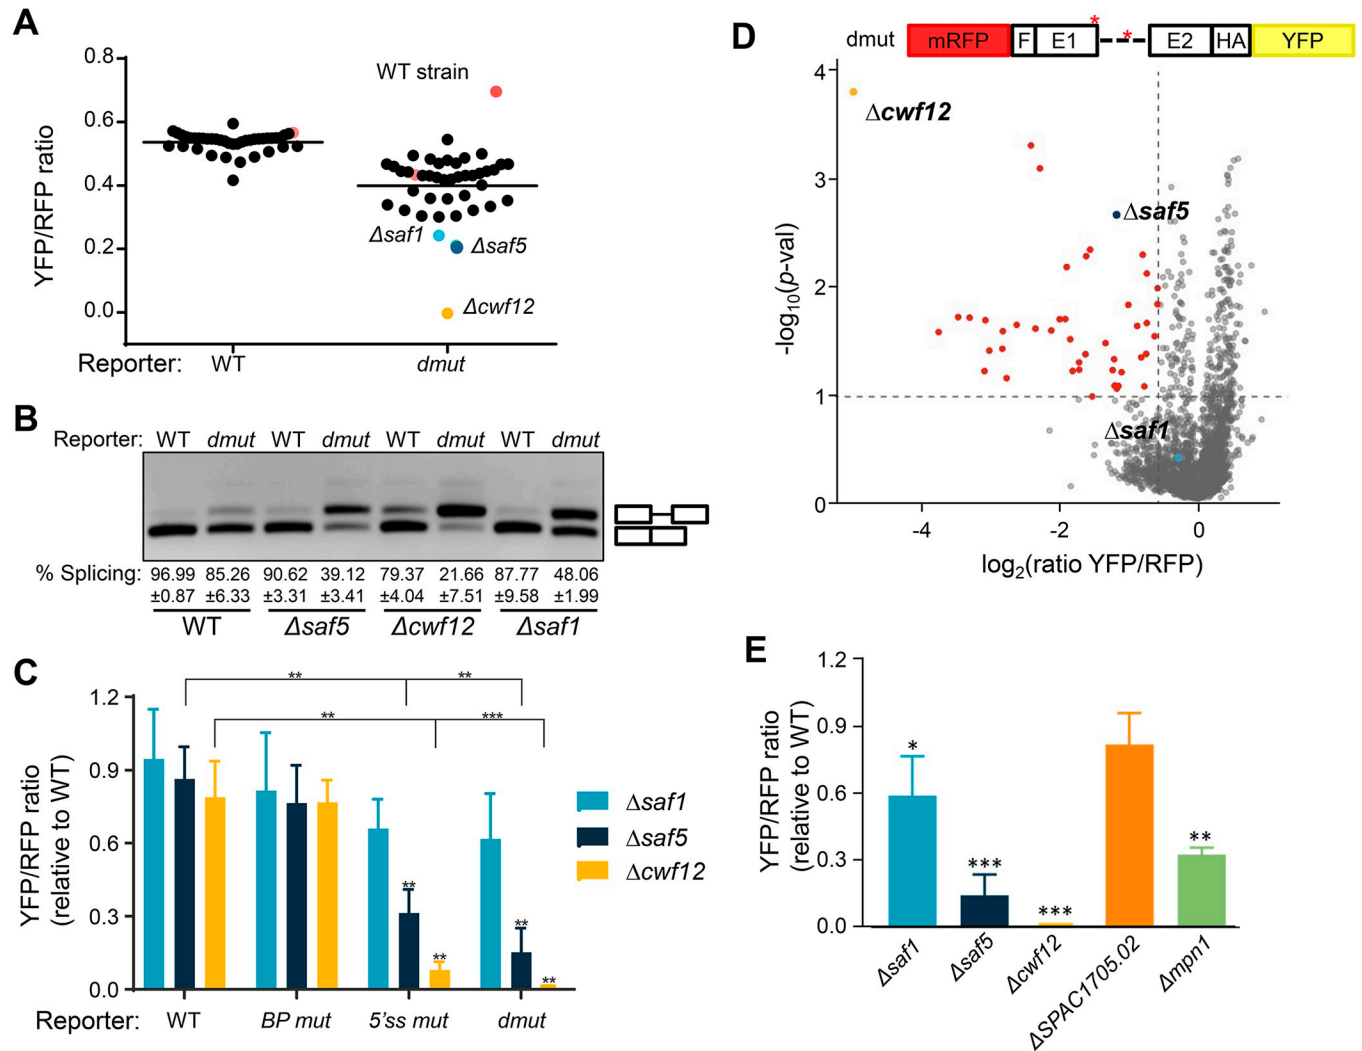 A
0.8
0.6
0.4
0.2
0.0
YFP/RFP ratio
WT strain
Δsaf1
Δsaf5
Δcwf12
Reporter: WT dmut
B
Reporter: WT dmut WT dmut WT dmut WT dmut
% Splicing: 96.99 85.26 90.62 39.12 79.37 21.66 87.77 48.06
±0.87 ±6.33 ±3.31 ±3.41 ±4.04 ±7.51 ±9.58 ±1.99
WT Δsaf5 Δcwf12 Δsaf1
C
1.2
0.9
0.6
0.3
0.0
YFP/RFP ratio
(relative to WT)
** **
** ***
**
**
**
**
Δsaf1
Δsaf5
Δcwf12
Reporter: WT BP mut 5'ss mut dmut
D
dmut mRFP F E1 * * E2 HA YFP
4
3
2
1
0
-log10(p-val)
Δcwf12
Δsaf5
Δsaf1
-4 -2 0
log2(ratio YFP/RFP)
E
1.2
0.9
0.6
0.3
0.0
YFP/RFP ratio
(relative to WT)
* *** *** **
Δsaf1
Δsaf5
Δcwf12
ΔSPAC1705.02
Δmpn1